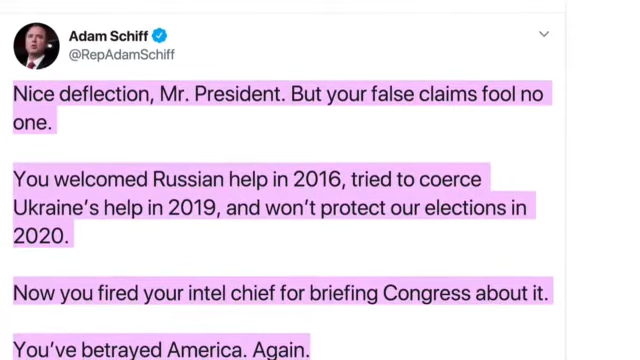 Adam Schiff
@RepAdamSchiff
Nice deflection, Mr. President. But your false claims fool no
one.
You welcomed Russian help in 2016, tried to coerce
Ukraine's help in 2019, and won't protect our elections in
2020.
Now you fired your intel chief for briefing Congress about it.
You've betrayed America. Again.